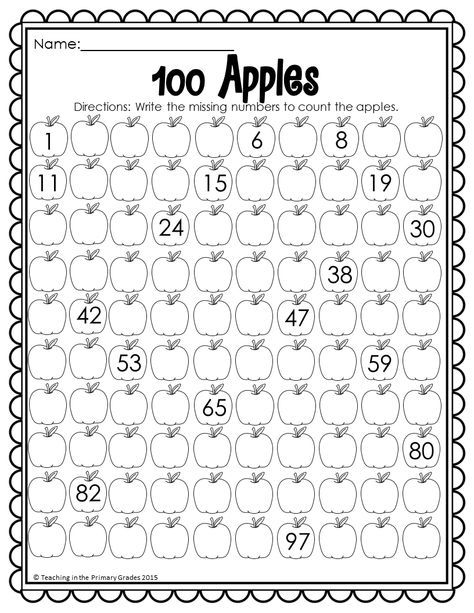 Name:
100 Apples
Directions: Write the missing numbers to count the apples.
1 6 8
11 15 19
24 30
38
42 47
53 59
65
80
82
97
© Teaching in the Primary Grades 2015